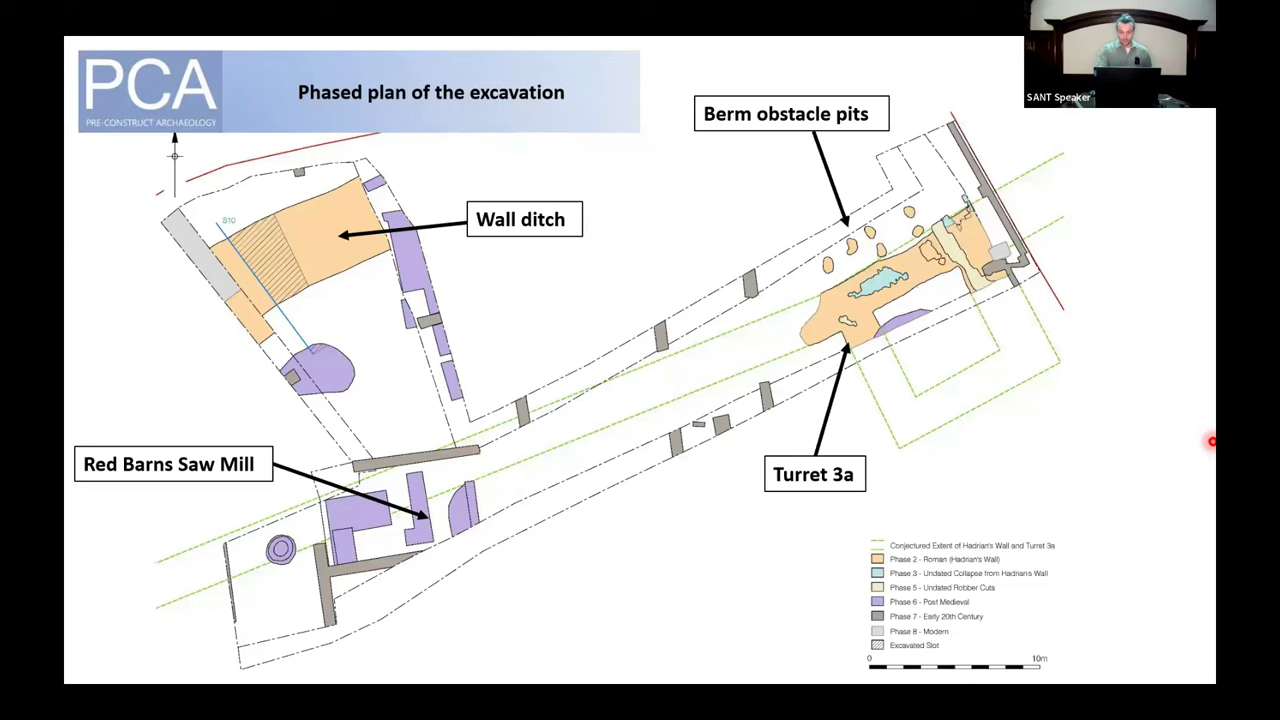 PCA
PRE-CONSTRUCT ARCHAEOLOGY
Phased plan of the excavation
SANT Speaker
Berm obstacle pits
Wall ditch
S10
Red Barns Saw Mill
Turret 3a
Conjectured Extent of Hadrian's Wall and Turret 3a
Phase 2 - Roman (Hadrian's Wall)
Phase 3 - Undated Collapse from Hadrian's Wall
Phase 5 - Undated Robber Cuts
Phase 6 - Post Medieval
Phase 7 - Early 20th Century
Phase 8 - Modern
Excavated Slot
0 10m